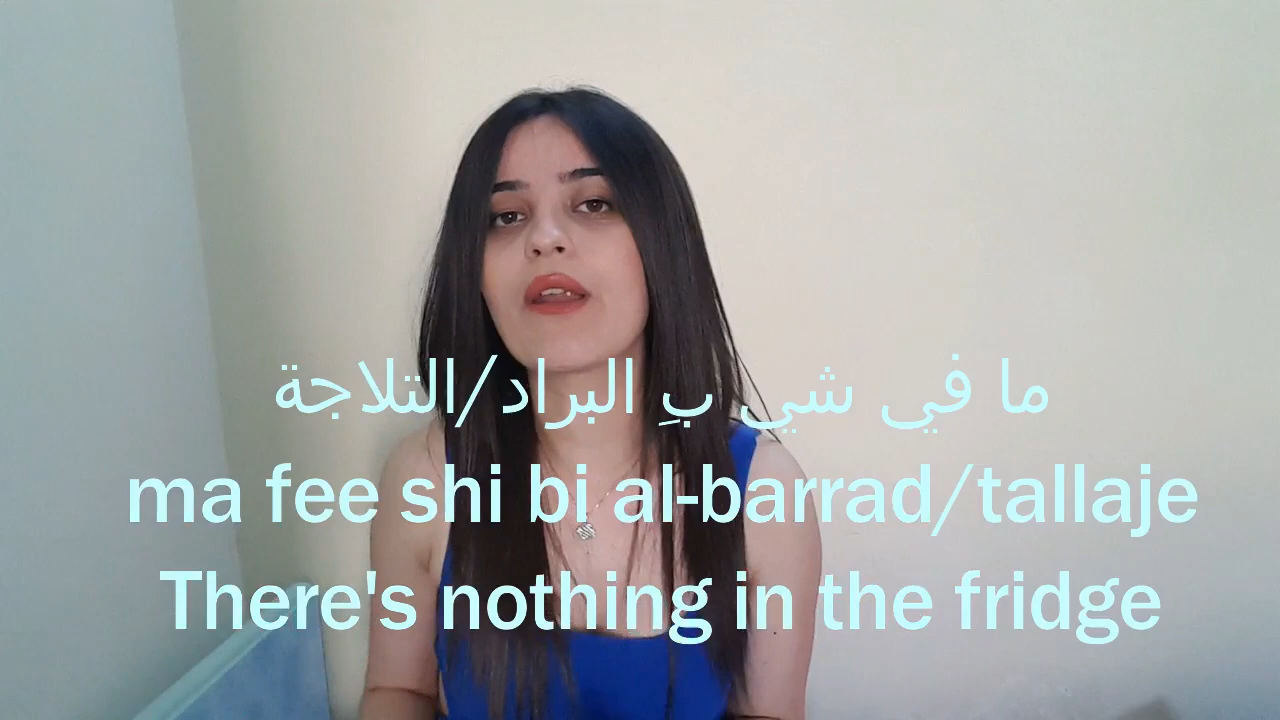 ما في شي بِ البراد/التلاجة
ma fee shi bi al-barrad/tallaje
There's nothing in the fridge